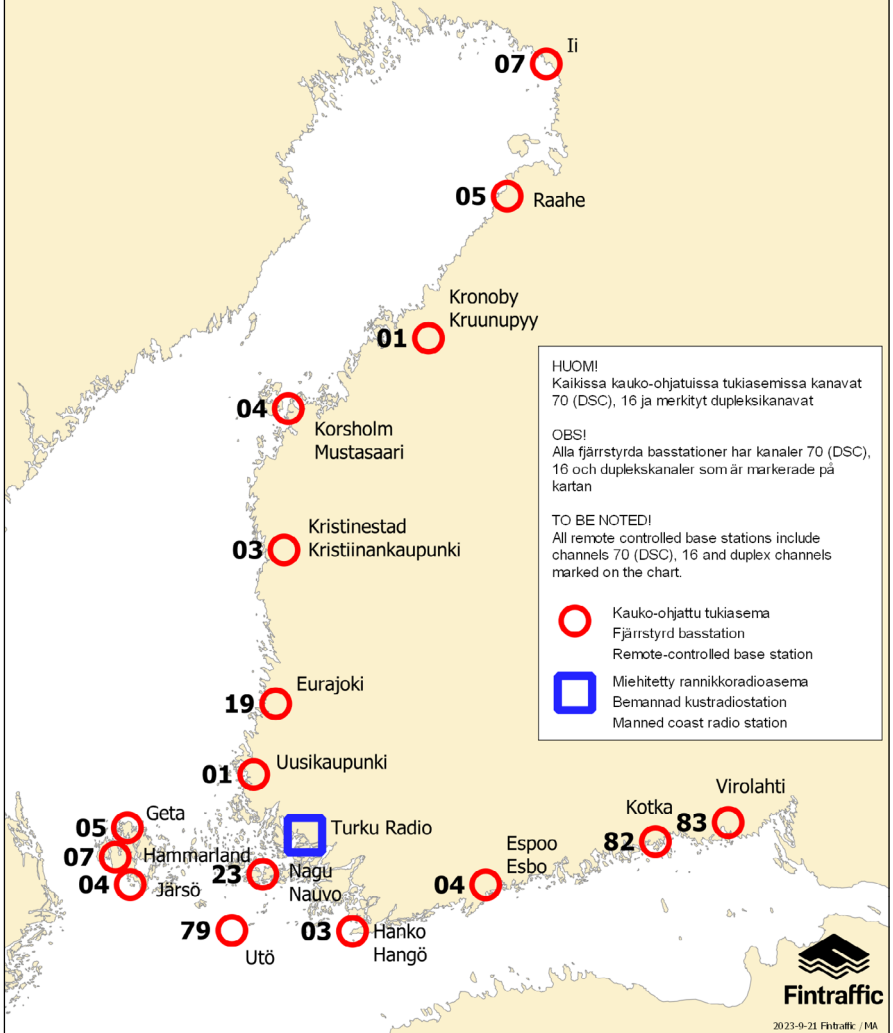 Ii
07
05
Raahe
Kronoby
Kruunupyy
01
04
Korsholm
Mustasaari
HUOM!
Kaikissa kauko-ohjatuissa tukiasemissa kanavat
70 (DSC), 16 ja merkityt dupleksikanavat
OBS!
Alla fjärrstyrda basstationer har kanaler 70 (DSC),
16 och duplekskanaler som är markerade på
kartan
TO BE NOTED!
All remote controlled base stations include
channels 70 (DSC), 16 and duplex channels
marked on the chart.
Kauko-ohjattu tukiasema
Fjärrstyrd basstation
Remote-controlled base station
Miehitetty rannikkoradioasema
Bemannad kustradiostation
Manned coast radio station
Kristinestad
03
Kristiinankaupunki
Eurajoki
19
Uusikaupunki
01
Virolahti
Geta
05
Turku Radio
Kotka
83
82
Espoo
Esbo
07
Hammarland
23
Nagu
Nauvo
04
Järsö
04
79
Utö
03
Hanko
Hangö
Fintraffic
2023-9-21 Fintraffic / MA